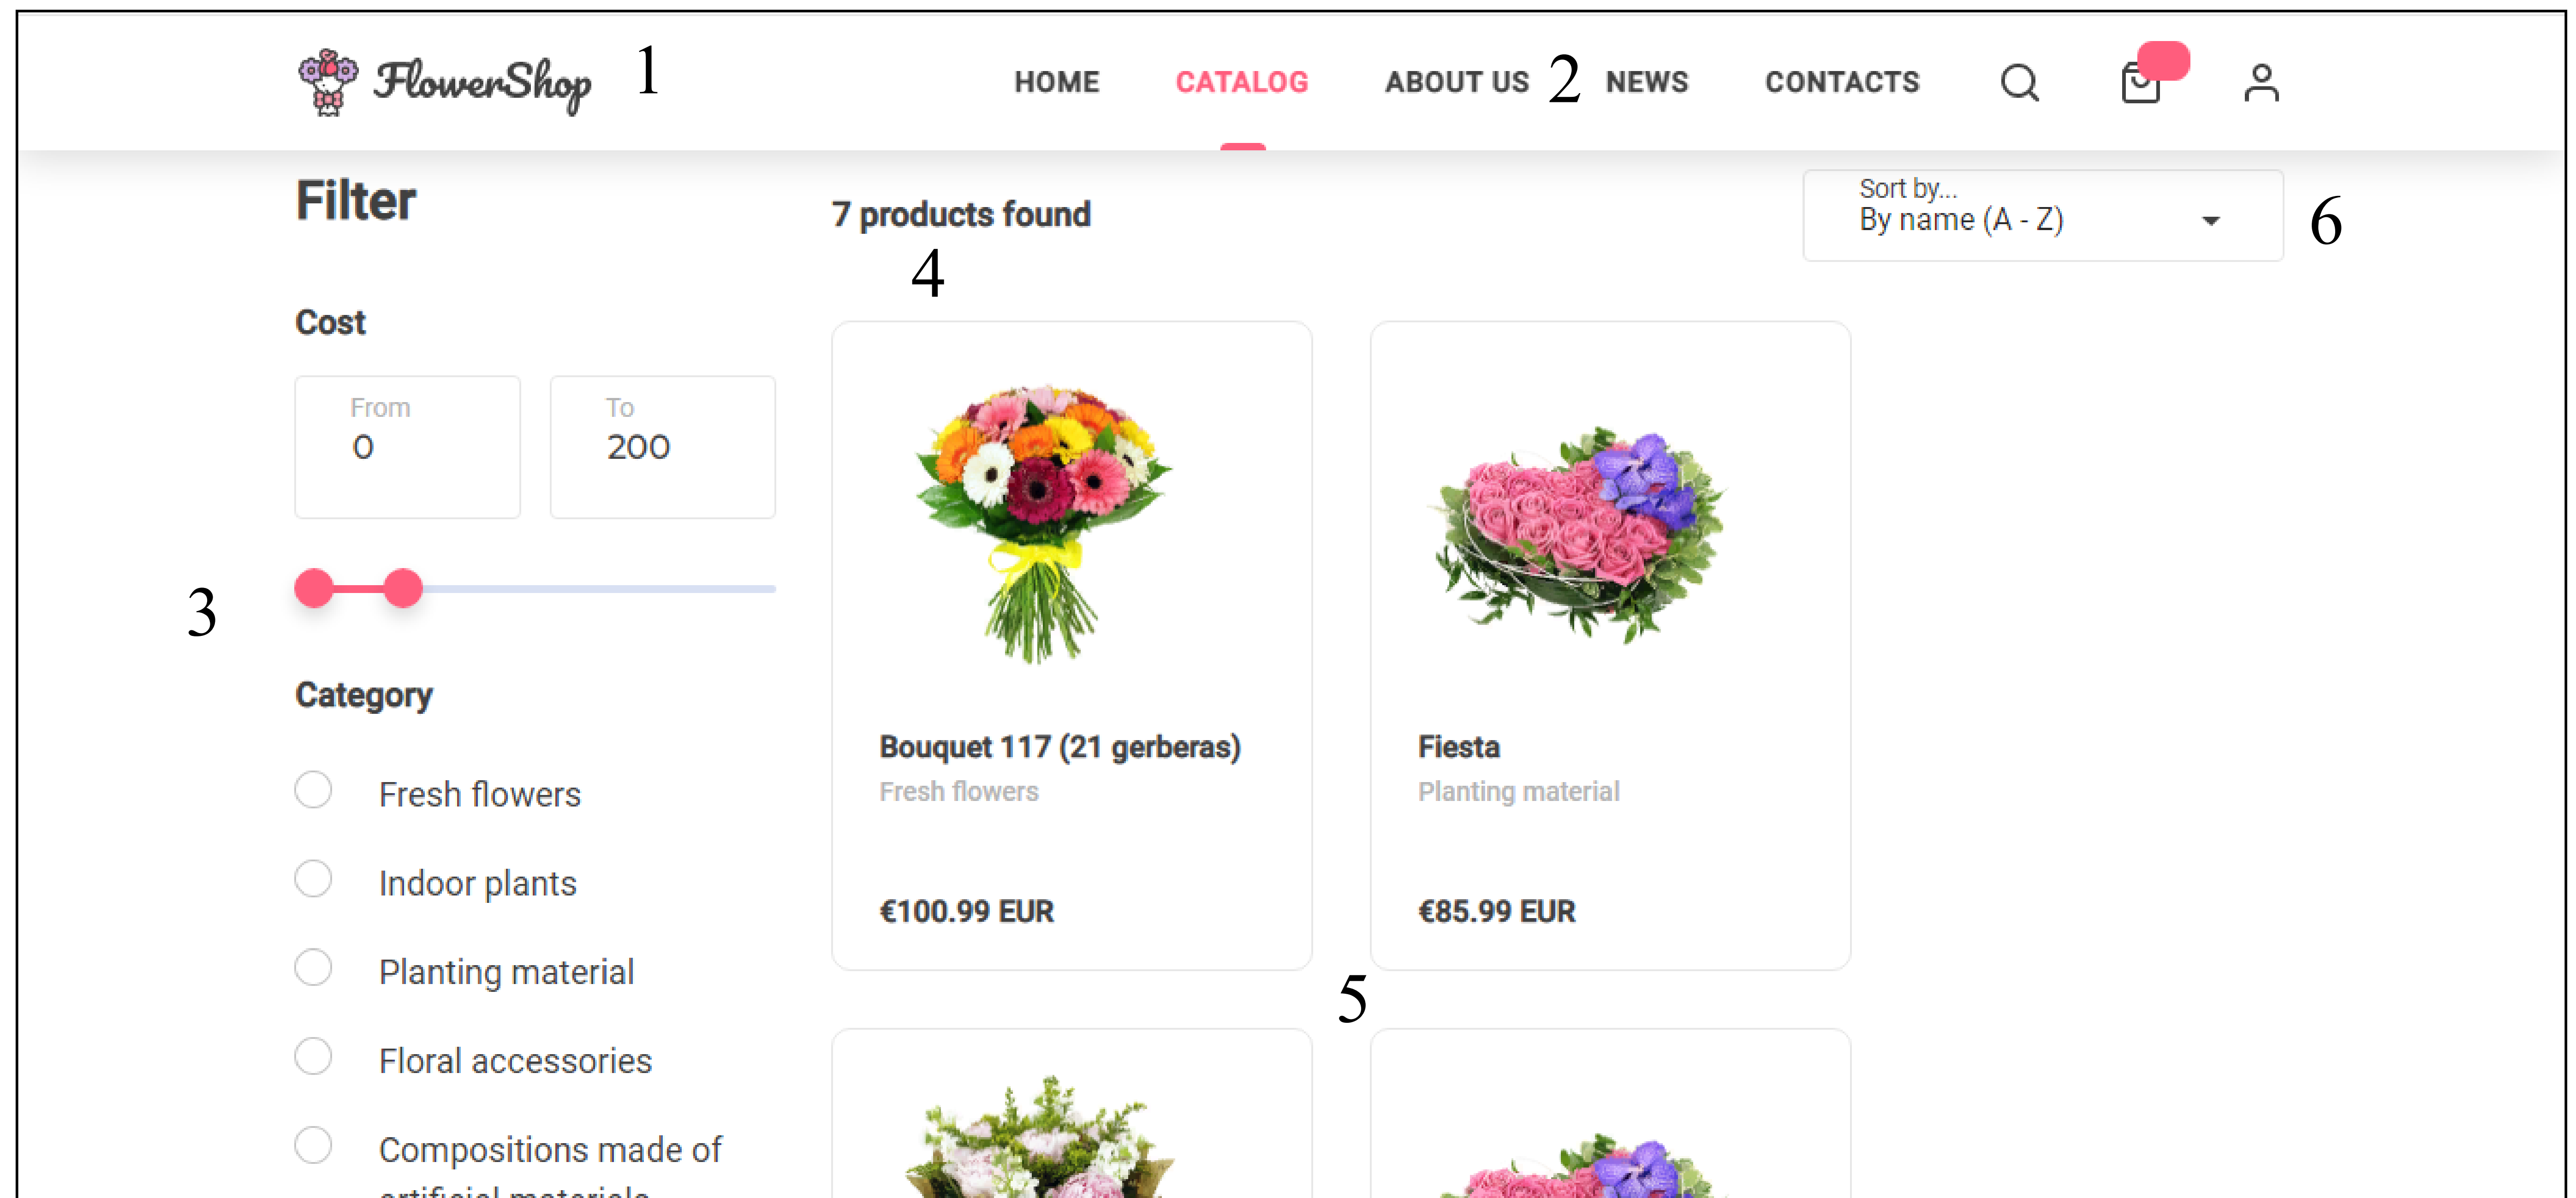 FlowerShop 1 HOME CATALOG ABOUT US 2 NEWS CONTACTS
Filter
7 products found
Sort by...
By name (A - Z)
6
4
Cost
From
0
To
200
3
Category
Fresh flowers
Indoor plants
Planting material
Floral accessories
Compositions made of
artificial materials
Bouquet 117 (21 gerberas)
Fresh flowers
€100.99 EUR
Fiesta
Planting material
€85.99 EUR
5